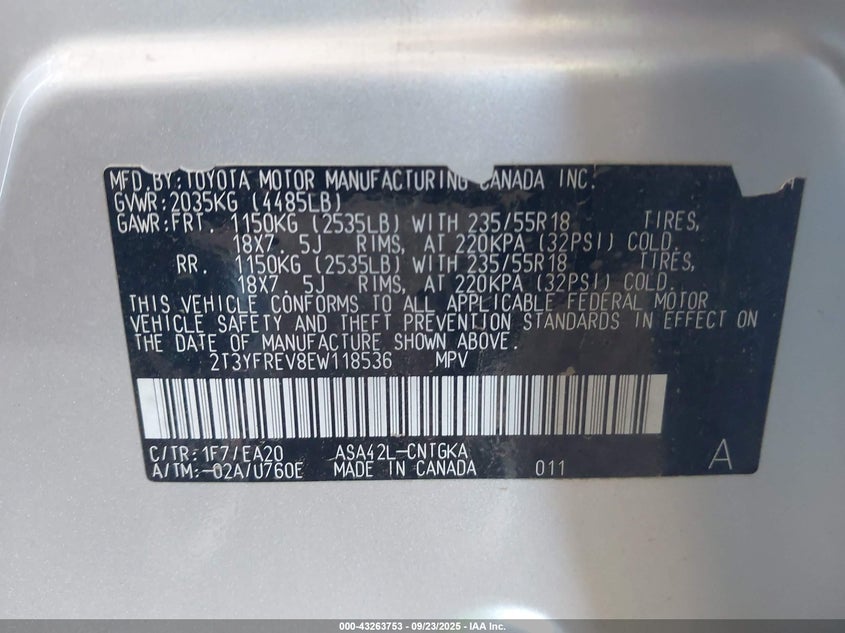 MFD.BY:TOYOTA MOTOR MANUFACTURING CANADA INC.
GVWR:2035KG (4485LB)
GAWR:FRT. 1150KG (2535LB) WITH 235/55R18 TIRES,
18X7 5J RIMS, AT 220KPA (32PSI) COLD.
RR. 1150KG (2535LB) WITH 235/55R18 TIRES,
18X7 5J RIMS, AT 220KPA (32PSI) COLD.
THIS VEHICLE CONFORMS TO ALL APPLICABLE FEDERAL MOTOR
VEHICLE SAFETY AND THEFT PREVENTION STANDARDS IN EFFECT ON
THE DATE OF MANUFACTURE SHOWN ABOVE.
2T3YFREV8EW118536 MPV
C/TR:1F7/EA20 ASA42L-CNTGKA
A/TM:-02A/U760E MADE IN CANADA 011 A
000-43263753 - 09/23/2025 - IAA Inc.